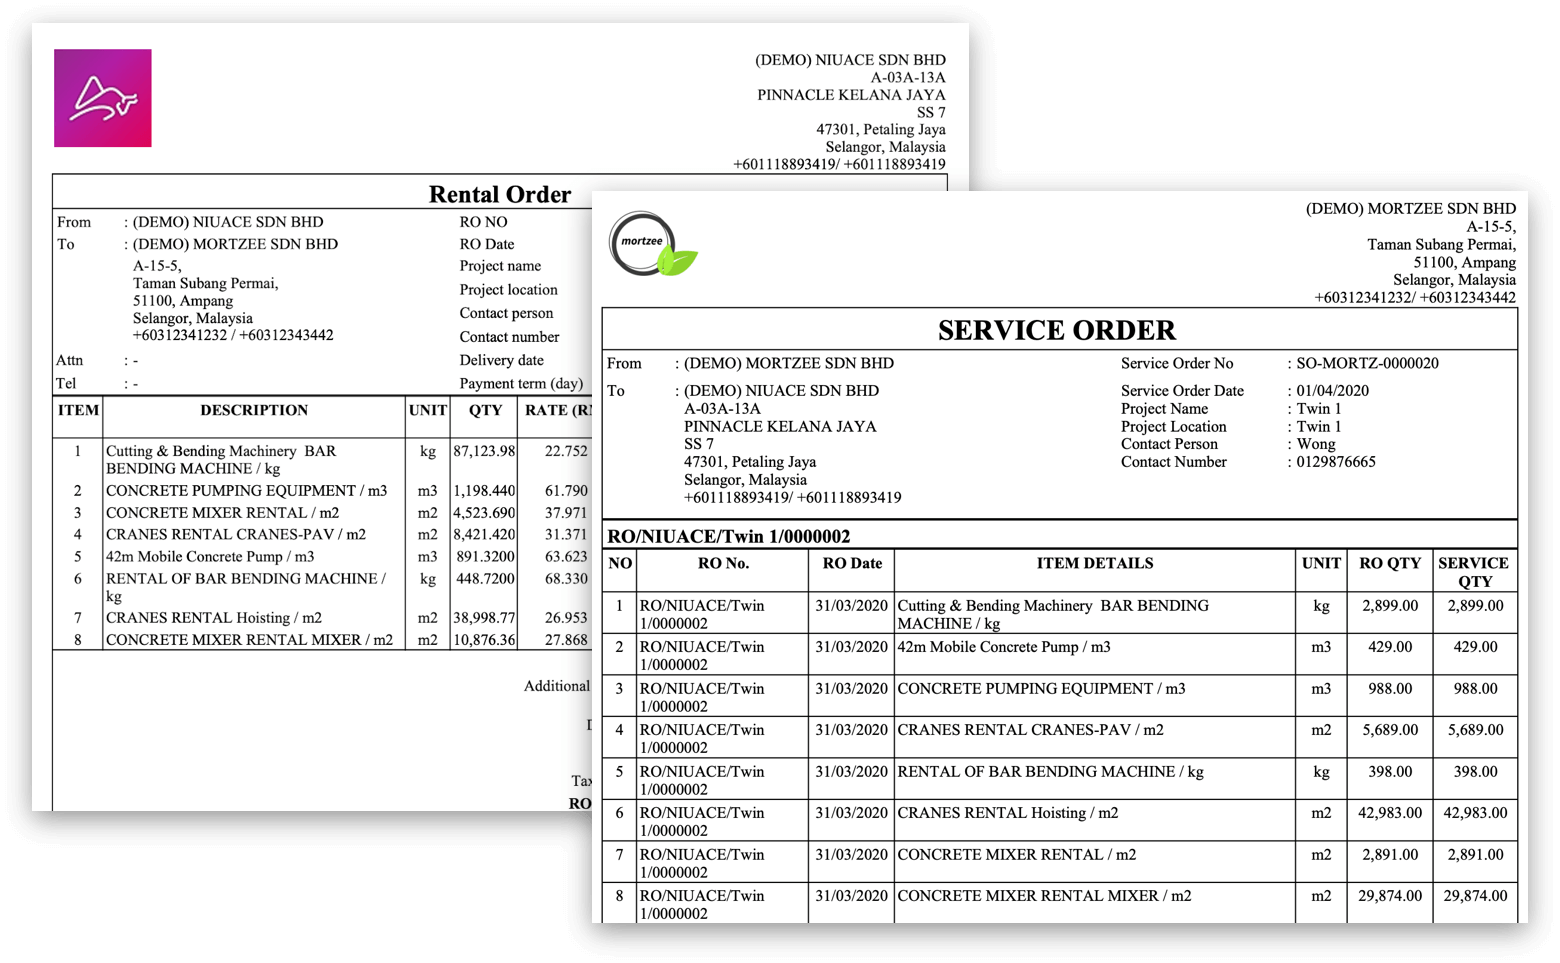 (DEMO) NIUACE SDN BHD
A-03A-13A
PINNACLE KELANA JAYA
SS 7
47301, Petaling Jaya
Selangor, Malaysia
+601118893419/ +601118893419
Rental Order
From : (DEMO) NIUACE SDN BHD RO NO
To : (DEMO) MORTZEE SDN BHD RO Date
A-15-5, Project name
Taman Subang Permai,
51100, Ampang Project location
Selangor, Malaysia Contact person
+60312341232 / +60312343442 Contact number
Attn : - Delivery date
Tel : - Payment term (day)
ITEM DESCRIPTION UNIT QTY RATE (RM
1 Cutting & Bending Machinery BAR kg 87,123.98 22.752
BENDING MACHINE / kg
2 CONCRETE PUMPING EQUIPMENT / m3 m3 1,198.440 61.790
3 CONCRETE MIXER RENTAL / m2 m2 4,523.690 37.971
4 CRANES RENTAL CRANES-PAV / m2 m2 8,421.420 31.371
5 42m Mobile Concrete Pump / m3 m3 891.3200 63.623
6 RENTAL OF BAR BENDING MACHINE / kg 448.7200 68.330
kg
7 CRANES RENTAL Hoisting / m2 m2 38,998.77 26.953
8 CONCRETE MIXER RENTAL MIXER / m2 m2 10,876.36 27.868
Additional
Tax
RO
mortzee
(DEMO) MORTZEE SDN BHD
A-15-5,
Taman Subang Permai,
51100, Ampang
Selangor, Malaysia
+60312341232/ +60312343442
SERVICE ORDER
From : (DEMO) MORTZEE SDN BHD Service Order No : SO-MORTZ-0000020
To : (DEMO) NIUACE SDN BHD Service Order Date : 01/04/2020
A-03A-13A Project Name : Twin 1
PINNACLE KELANA JAYA Project Location : Twin 1
SS 7 Contact Person : Wong
47301, Petaling Jaya Contact Number : 0129876665
Selangor, Malaysia
+601118893419/ +601118893419
RO/NIUACE/Twin 1/0000002
NO RO No. RO Date ITEM DETAILS UNIT RO QTY SERVICE
QTY
1 RO/NIUACE/Twin 31/03/2020 Cutting & Bending Machinery BAR BENDING kg 2,899.00 2,899.00
1/0000002 MACHINE / kg
2 RO/NIUACE/Twin 31/03/2020 42m Mobile Concrete Pump / m3 m3 429.00 429.00
1/0000002
3 RO/NIUACE/Twin 31/03/2020 CONCRETE PUMPING EQUIPMENT / m3 m3 988.00 988.00
1/0000002
4 RO/NIUACE/Twin 31/03/2020 CRANES RENTAL CRANES-PAV / m2 m2 5,689.00 5,689.00
1/0000002
5 RO/NIUACE/Twin 31/03/2020 RENTAL OF BAR BENDING MACHINE / kg kg 398.00 398.00
1/0000002
6 RO/NIUACE/Twin 31/03/2020 CRANES RENTAL Hoisting / m2 m2 42,983.00 42,983.00
1/0000002
7 RO/NIUACE/Twin 31/03/2020 CONCRETE MIXER RENTAL / m2 m2 2,891.00 2,891.00
1/0000002
8 RO/NIUACE/Twin 31/03/2020 CONCRETE MIXER RENTAL MIXER / m2 m2 29,874.00 29,874.00
1/0000002